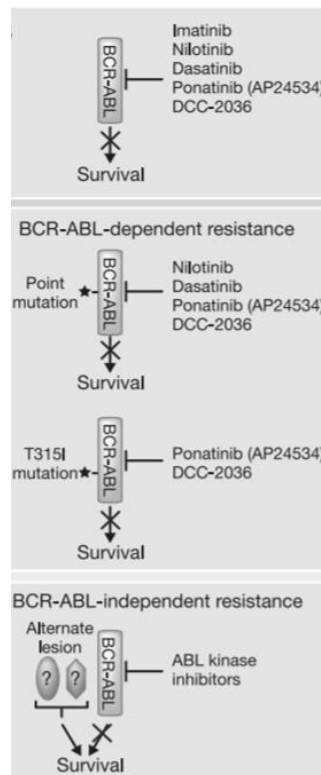 Imatinib
Nilotinib
Dasatinib
Ponatinib (AP24534)
DCC-2036
BCR-ABL
Survival
BCR-ABL-dependent resistance
Point
mutation
BCR-ABL
Nilotinib
Dasatinib
Ponatinib (AP24534)
DCC-2036
Survival
T315I
mutation
BCR-ABL
Ponatinib (AP24534)
DCC-2036
Survival
BCR-ABL-independent resistance
Alternate
lesion
? ?
BCR-ABL
ABL kinase
inhibitors
Survival